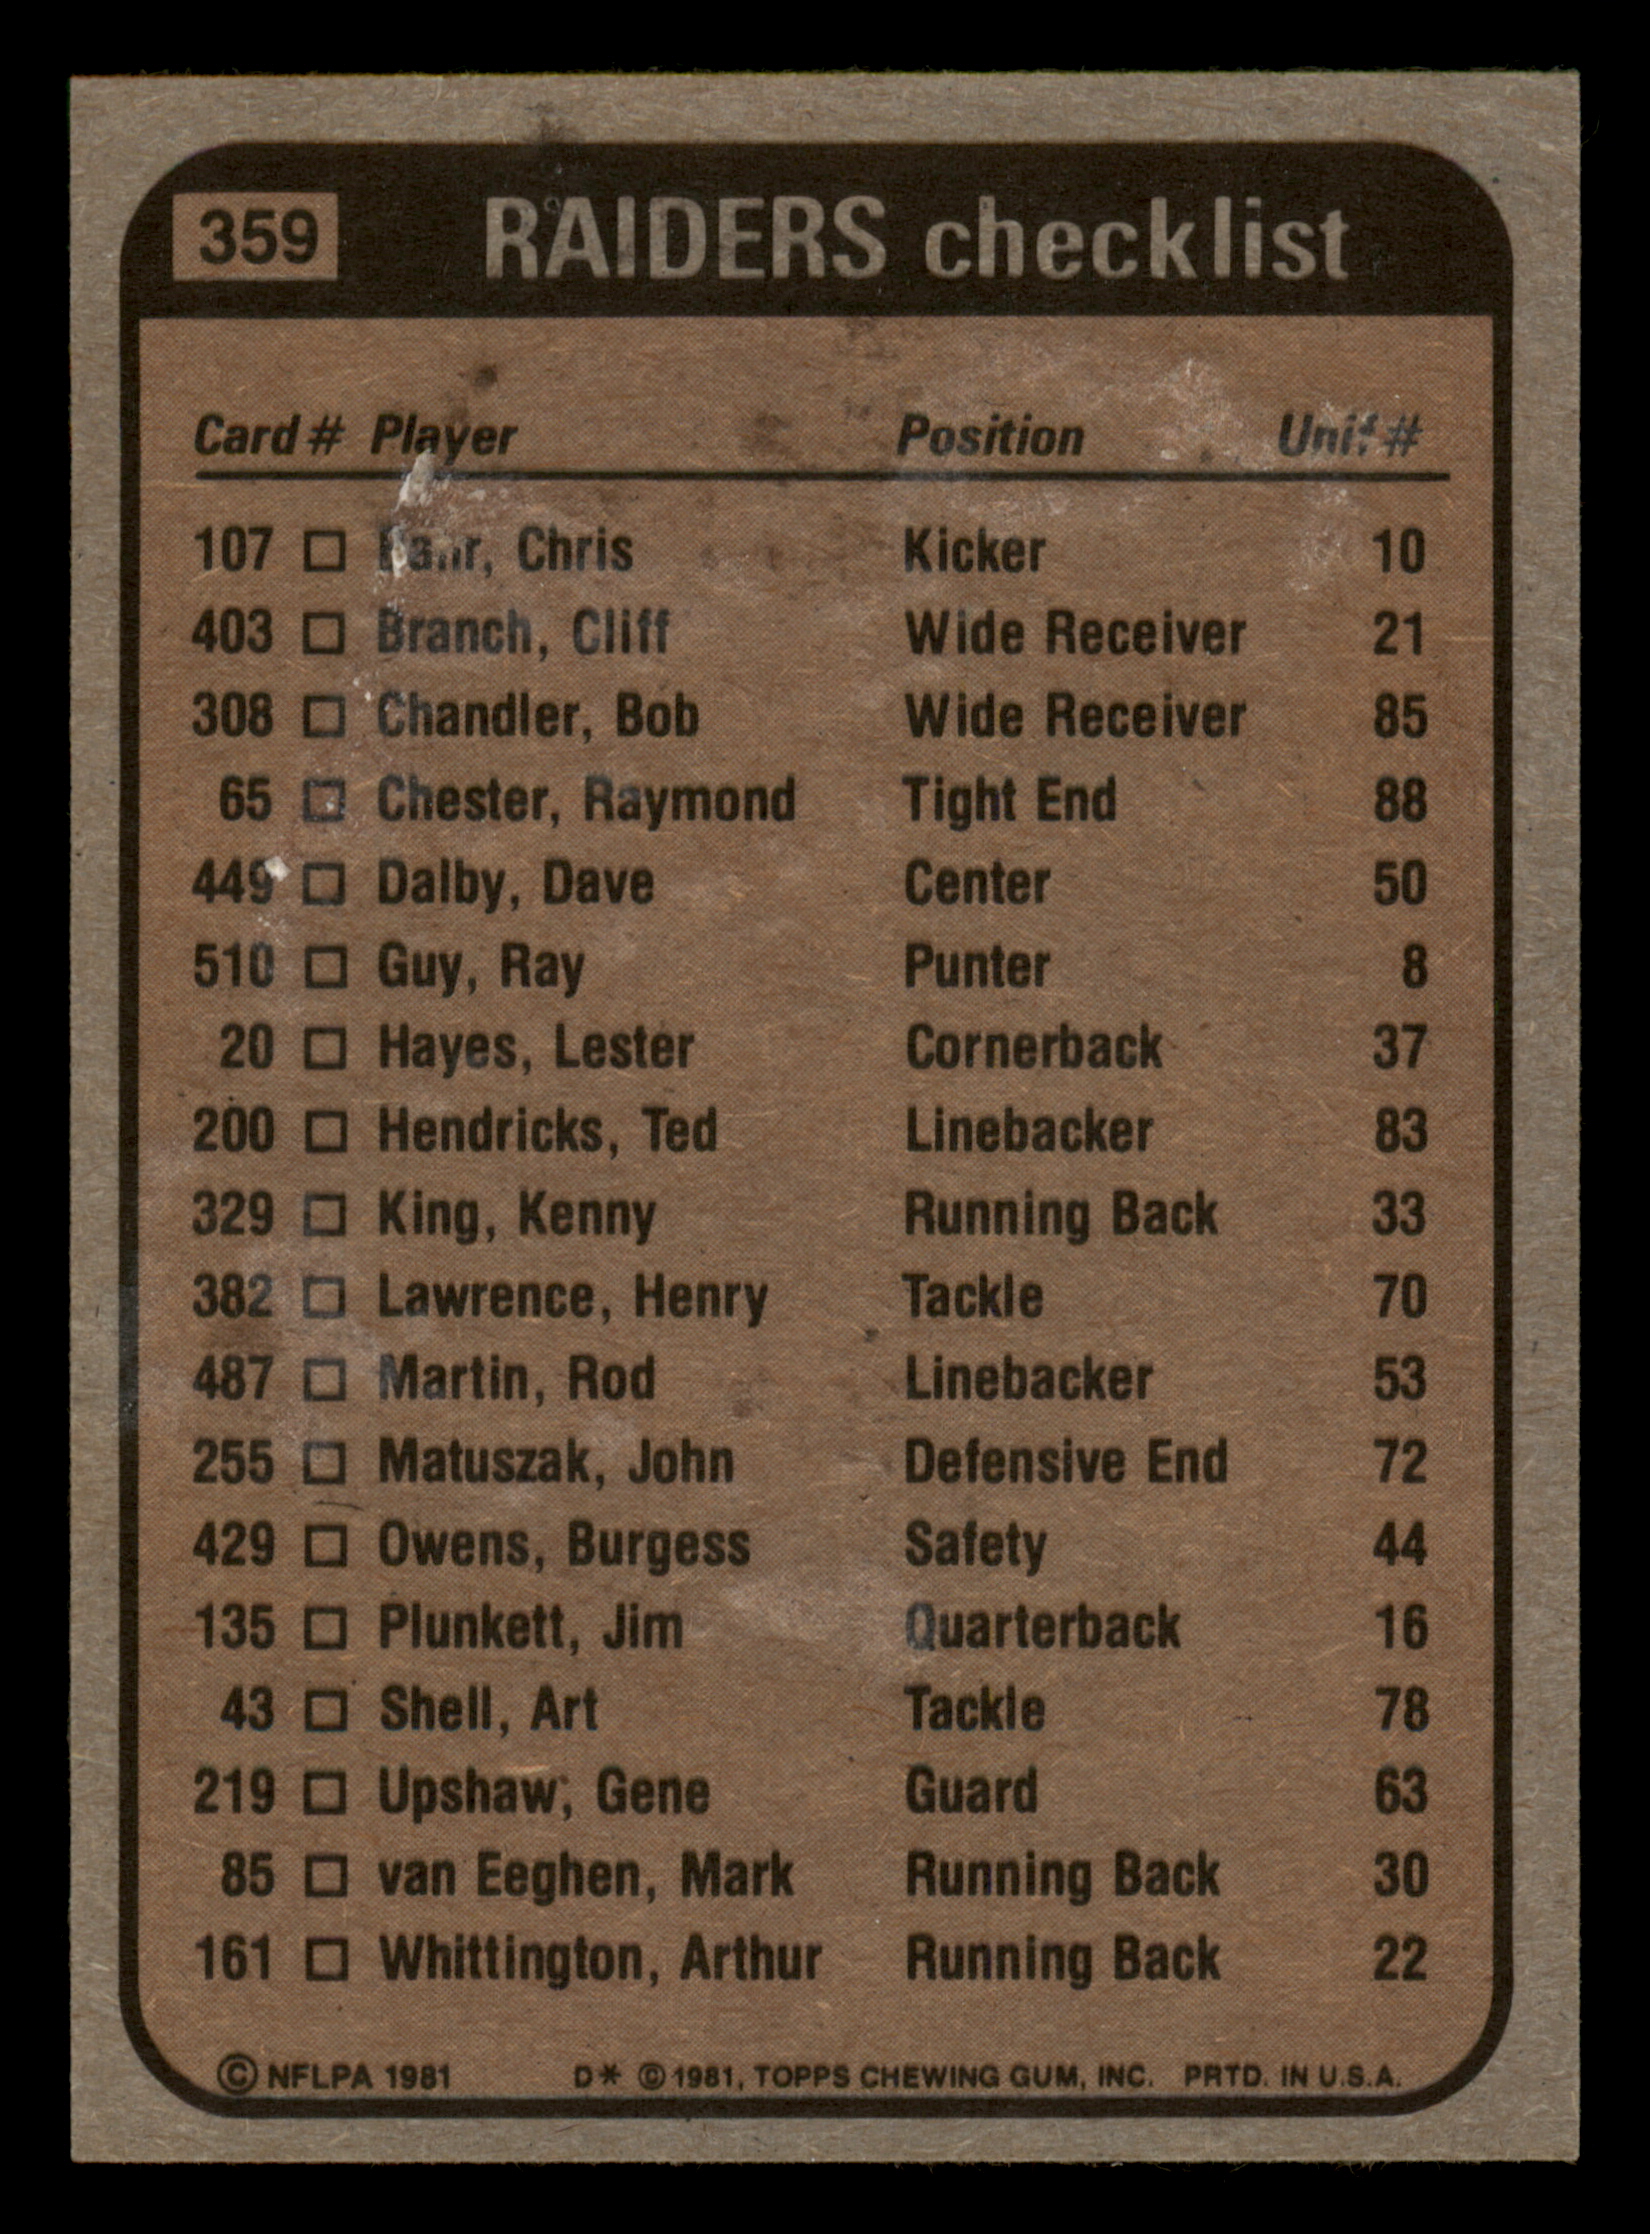 359 RAIDERS checklist
Card # Player Position Unif #
107 □ Bahr, Chris Kicker 10
403 □ Branch, Cliff Wide Receiver 21
308 □ Chandler, Bob Wide Receiver 85
65 □ Chester, Raymond Tight End 88
449 □ Dalby, Dave Center 50
510 □ Guy, Ray Punter 8
20 □ Hayes, Lester Cornerback 37
200 □ Hendricks, Ted Linebacker 83
329 □ King, Kenny Running Back 33
382 □ Lawrence, Henry Tackle 70
487 □ Martin, Rod Linebacker 53
255 □ Matuszak, John Defensive End 72
429 □ Owens, Burgess Safety 44
135 □ Plunkett, Jim Quarterback 16
43 □ Shell, Art Tackle 78
219 □ Upshaw, Gene Guard 63
85 □ van Eeghen, Mark Running Back 30
161 □ Whittington, Arthur Running Back 22
© NFLPA 1981 D* © 1981, TOPPS CHEWING GUM, INC. PRTD. IN U.S.A.